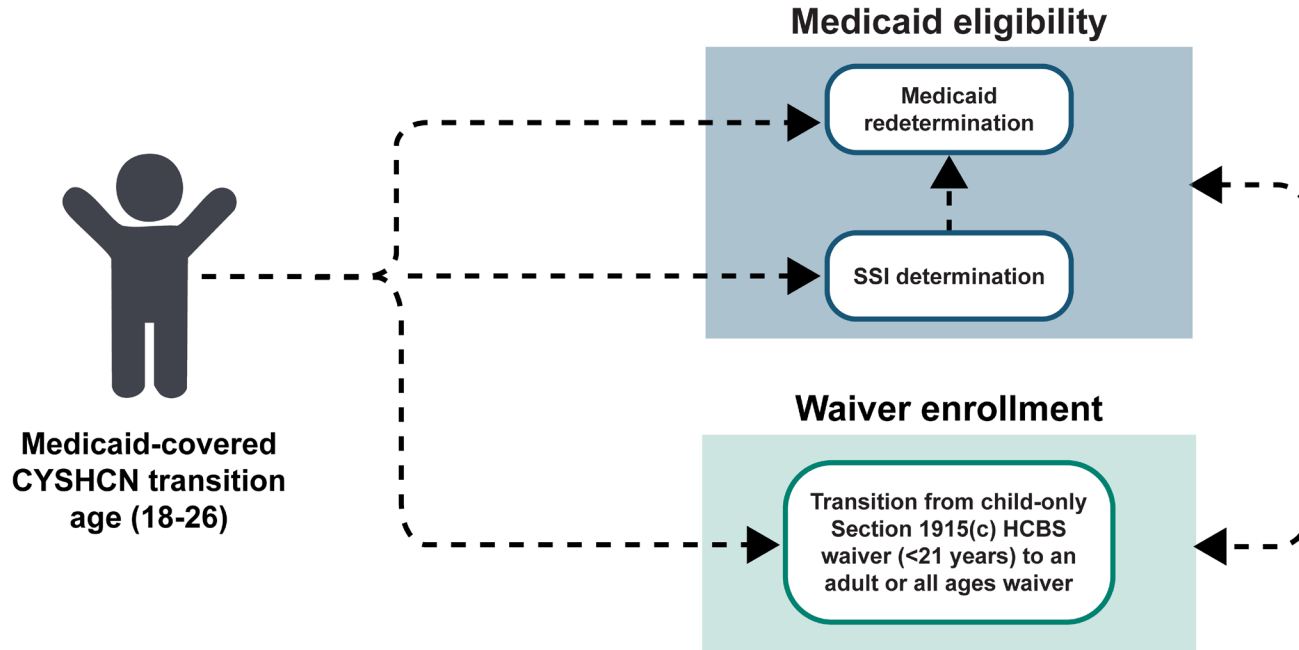 Medicaid eligibility
Medicaid
redetermination
SSI determination
Medicaid-covered
CYSHCN transition
age (18-26)
Waiver enrollment
Transition from child-only
Section 1915(c) HCBS
waiver (<21 years) to an
adult or all ages waiver